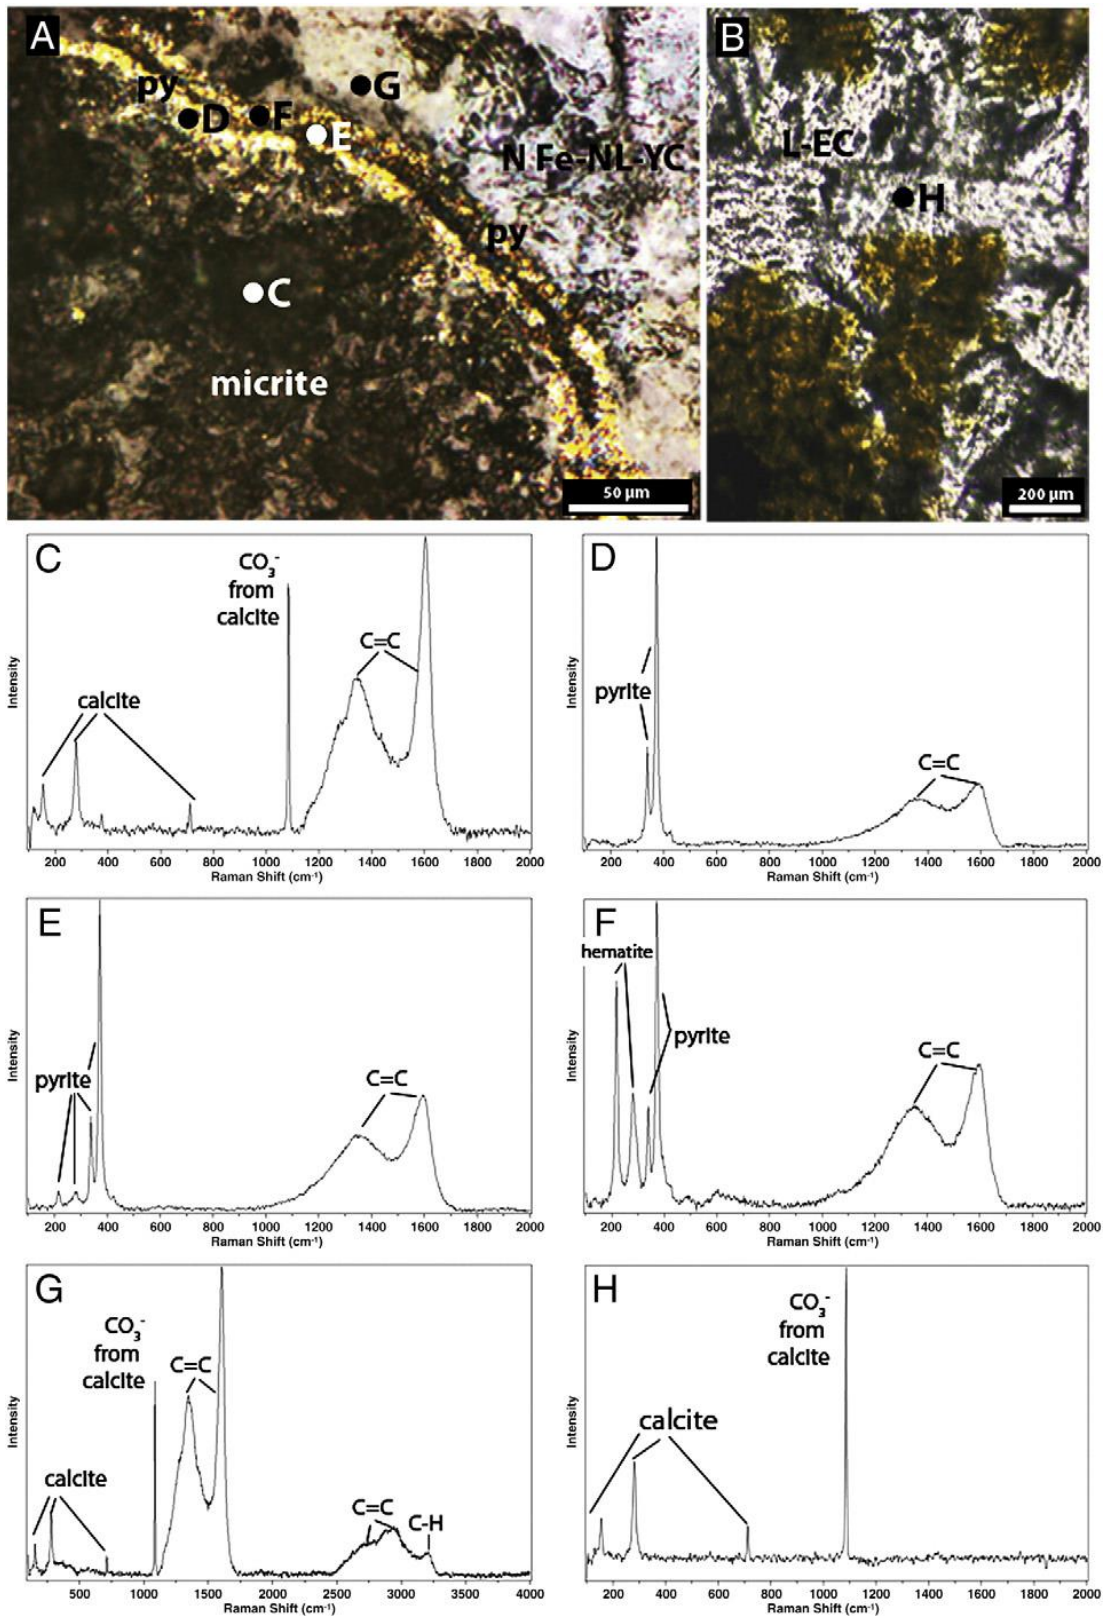 A
py
D
F
E
G
N Fe-NL-YC
py
C
micrite
50 µm
B
L-EC
H
200 µm
C
CO₃⁻
from
calcite
C=C
calcite
Intensity
200 400 600 800 1000 1200 1400 1600 1800 2000
Raman Shift (cm⁻¹)
D
pyrite
C=C
Intensity
200 400 600 800 1000 1200 1400 1600 1800 2000
Raman Shift (cm⁻¹)
E
pyrite
C=C
Intensity
200 400 600 800 1000 1200 1400 1600 1800 2000
Raman Shift (cm⁻¹)
F
hematite
pyrite
C=C
Intensity
200 400 600 800 1000 1200 1400 1600 1800 2000
Raman Shift (cm⁻¹)
G
CO₃⁻
from
calcite
C=C
calcite
C=C
C-H
Intensity
500 1000 1500 2000 2500 3000 3500 4000
Raman Shift (cm⁻¹)
H
CO₃⁻
from
calcite
calcite
Intensity
200 400 600 800 1000 1200 1400 1600 1800 2000
Raman Shift (cm⁻¹)